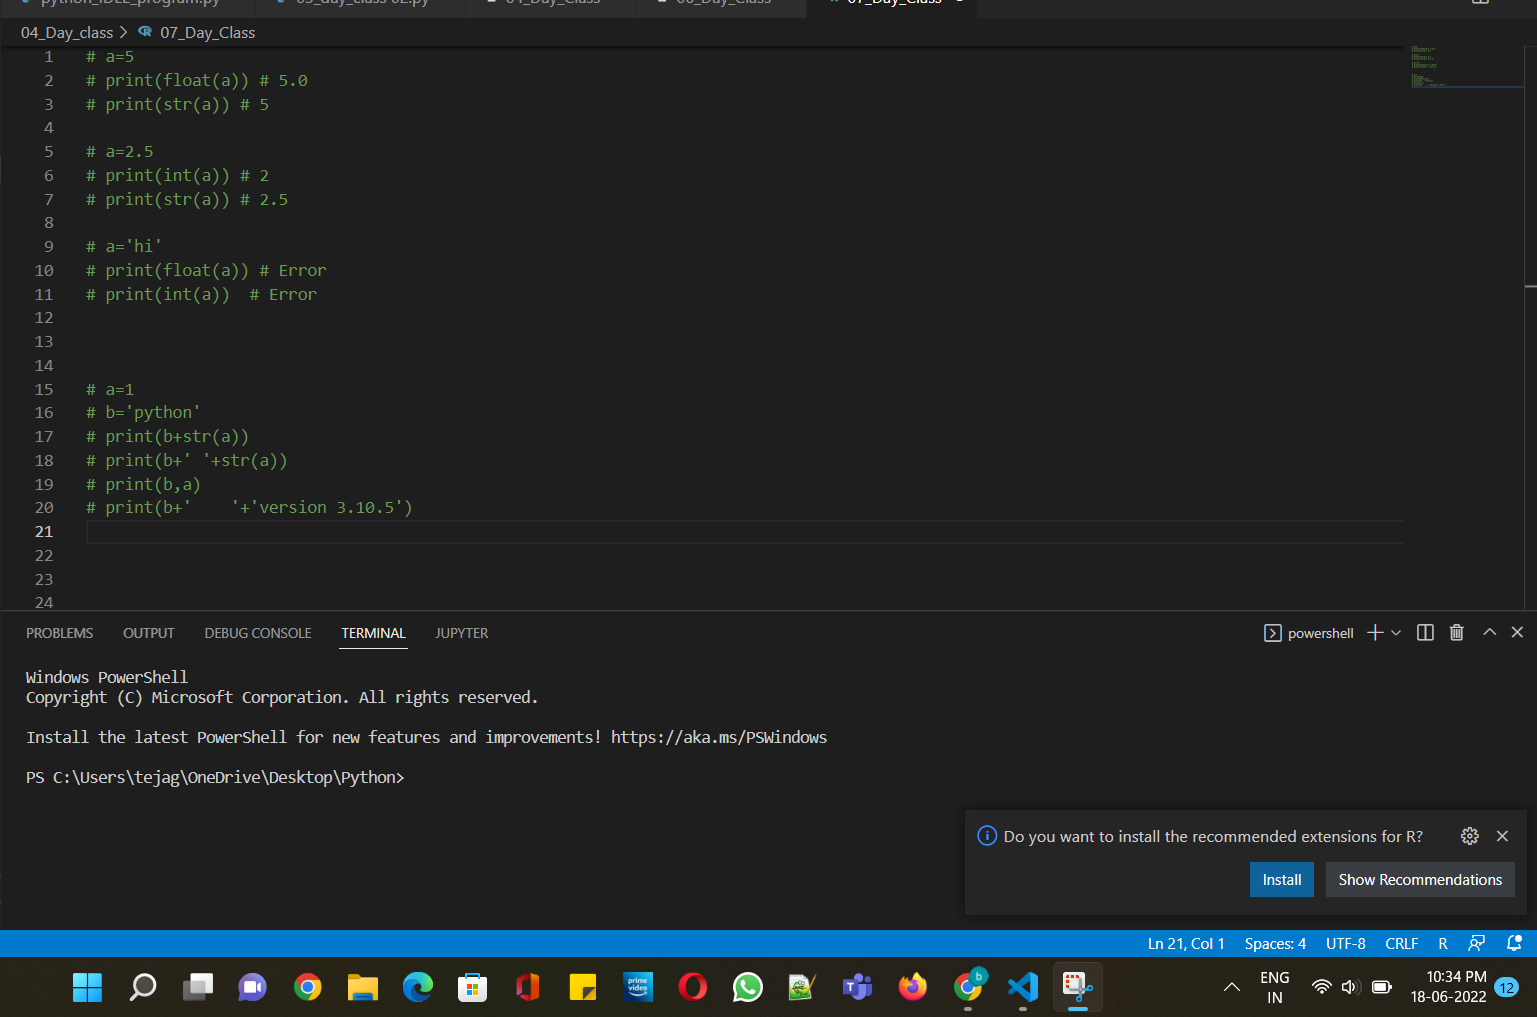 python_IDLE_program.py 04_Day_Class 06_Day_Class 07_Day_Class
04_Day_class > 07_Day_Class
1 # a=5
2 # print(float(a)) # 5.0
3 # print(str(a)) # 5
4
5 # a=2.5
6 # print(int(a)) # 2
7 # print(str(a)) # 2.5
8
9 # a='hi'
10 # print(float(a)) # Error
11 # print(int(a))  # Error
12
13
14
15 # a=1
16 # b='python'
17 # print(b+str(a))
18 # print(b+' '+str(a))
19 # print(b,a)
20 # print(b+'    '+'version 3.10.5')
21
22
23
24
PROBLEMS OUTPUT DEBUG CONSOLE TERMINAL JUPYTER powershell
Windows PowerShell
Copyright (C) Microsoft Corporation. All rights reserved.
Install the latest PowerShell for new features and improvements! https://aka.ms/PSWindows
PS C:\Users\tejag\OneDrive\Desktop\Python>
Do you want to install the recommended extensions for R?
Install Show Recommendations
Ln 21, Col 1 Spaces: 4 UTF-8 CRLF R
prime video
b
ENG
IN
10:34 PM
18-06-2022
12